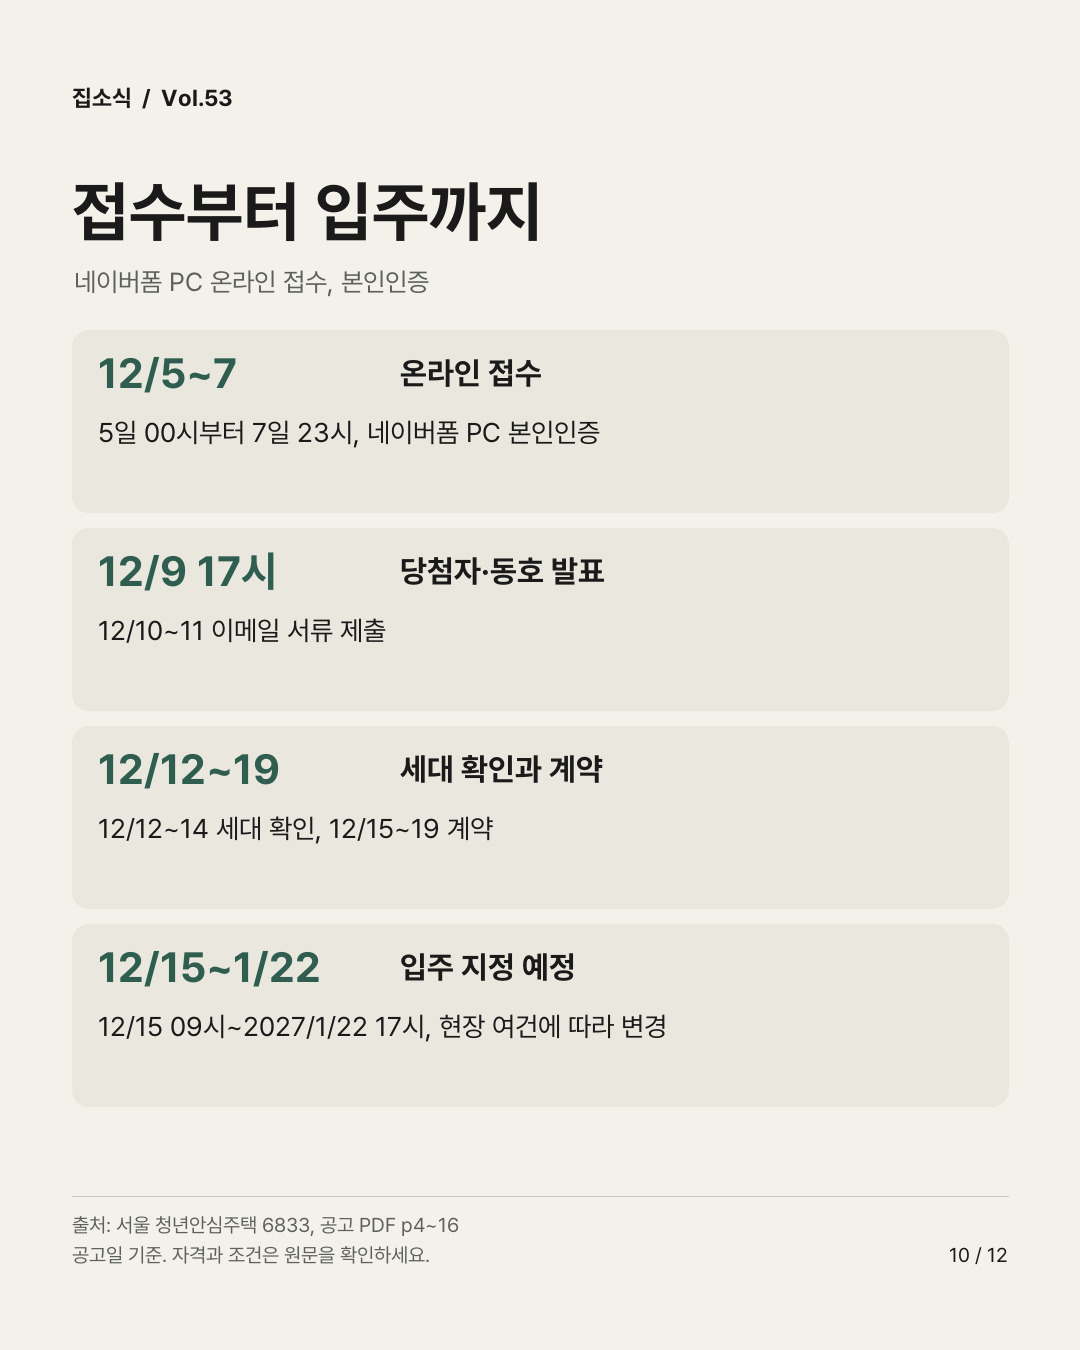 집소식 / Vol.53
접수부터 입주까지
네이버폼 PC 온라인 접수, 본인인증
12/5~7 온라인 접수
5일 00시부터 7일 23시, 네이버폼 PC 본인인증
12/9 17시 당첨자·동호 발표
12/10~11 이메일 서류 제출
12/12~19 세대 확인과 계약
12/12~14 세대 확인, 12/15~19 계약
12/15~1/22 입주 지정 예정
12/15 09시~2027/1/22 17시, 현장 여건에 따라 변경
출처: 서울 청년안심주택 6833, 공고 PDF p4~16
공고일 기준. 자격과 조건은 원문을 확인하세요.
10 / 12